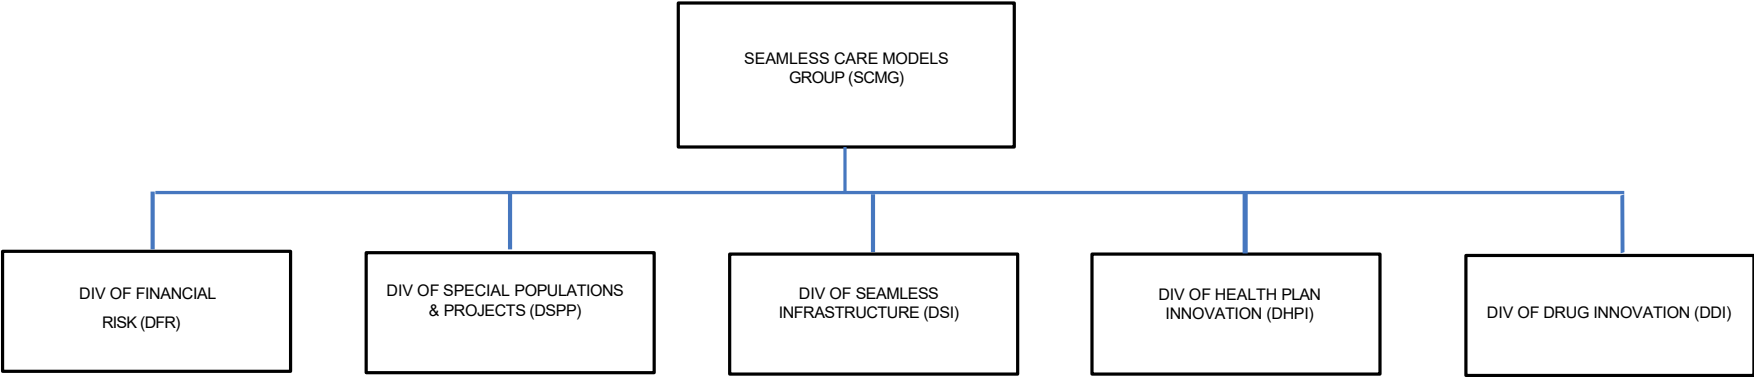 SEAMLESS CARE MODELS
GROUP (SCMG)
DIV OF FINANCIAL
RISK (DFR)
DIV OF SPECIAL POPULATIONS
& PROJECTS (DSPP)
DIV OF SEAMLESS
INFRASTRUCTURE (DSI)
DIV OF HEALTH PLAN
INNOVATION (DHPI)
DIV OF DRUG INNOVATION (DDI)